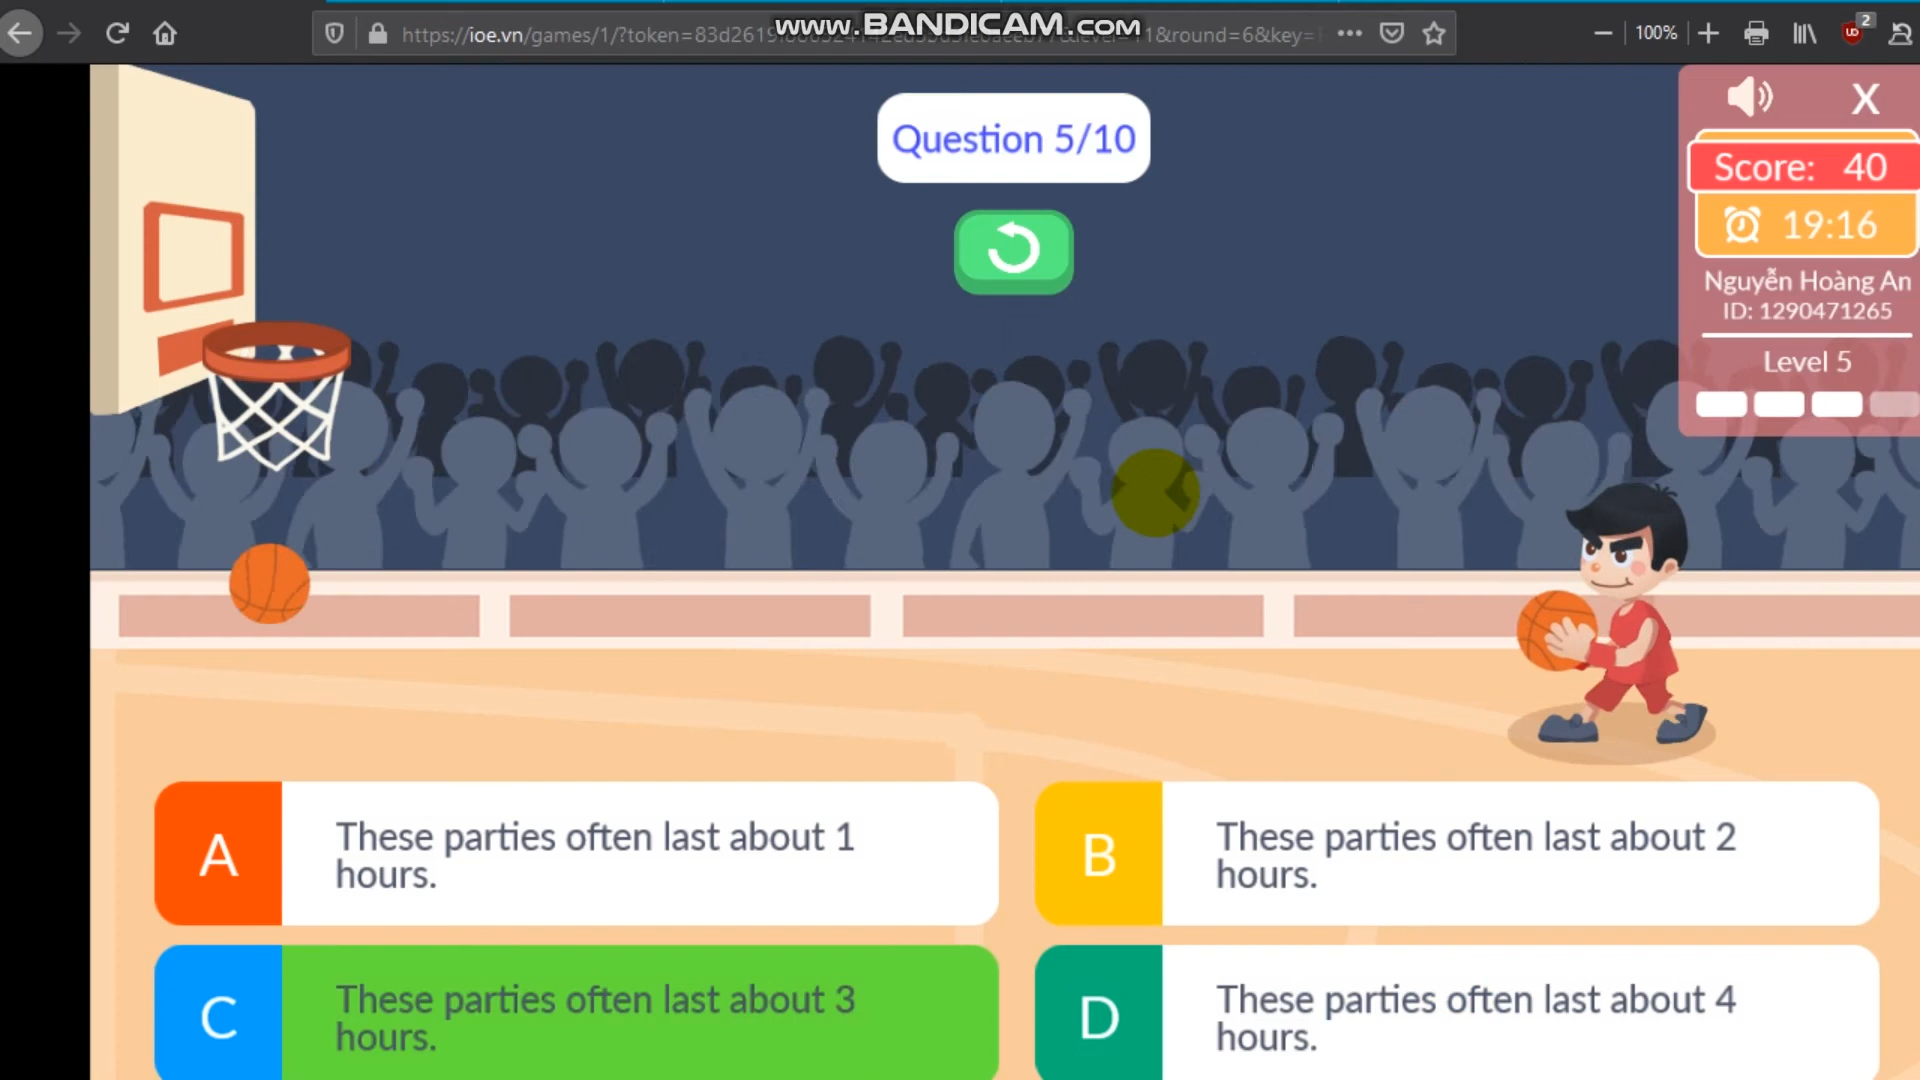 www.BANDICAM.com
https://ioe.vn/games/1/?token=83d2619
1&round=6&key=
100%
2
Question 5/10
X
Score: 40
19:16
Nguyễn Hoàng An
ID: 1290471265
Level 5
A
These parties often last about 1
hours.
B
These parties often last about 2
hours.
C
These parties often last about 3
hours.
D
These parties often last about 4
hours.